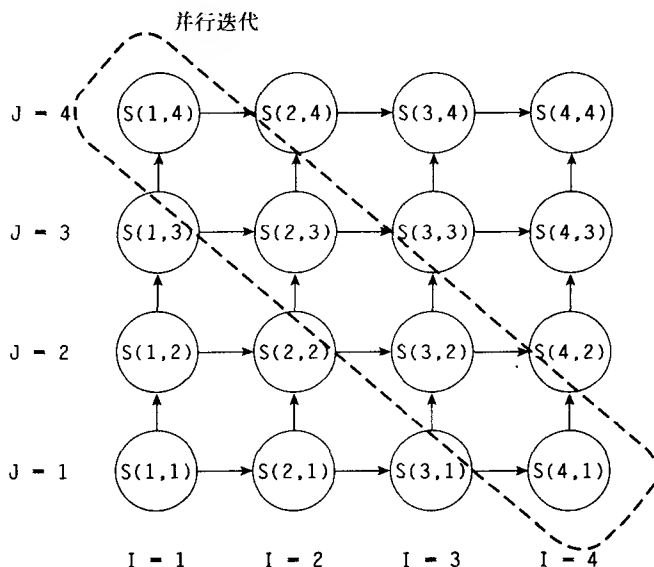 并行迭代
J = 4 S(1,4) S(2,4) S(3,4) S(4,4)
J = 3 S(1,3) S(2,3) S(3,3) S(4,3)
J = 2 S(1,2) S(2,2) S(3,2) S(4,2)
J = 1 S(1,1) S(2,1) S(3,1) S(4,1)
I = 1 I = 2 I = 3 I = 4